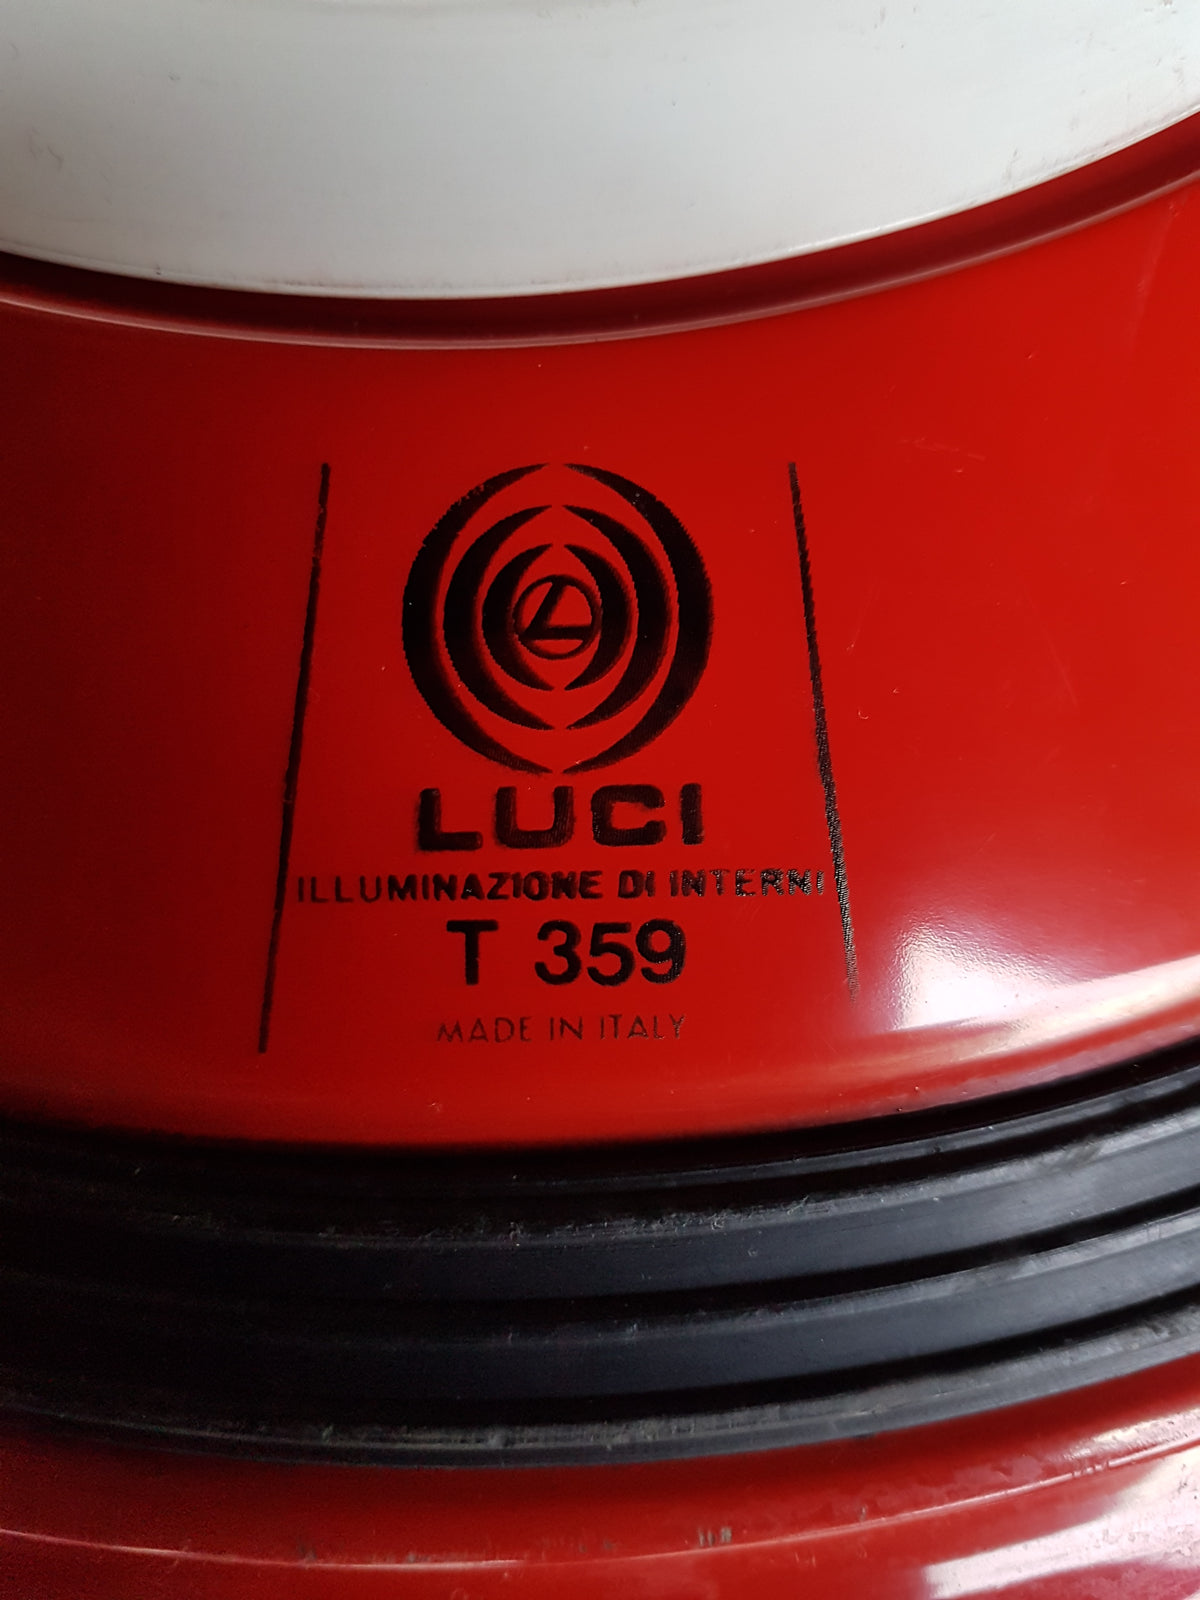 L
LUCI
ILLUMINAZIONE DI INTERNI
T 359
MADE IN ITALY